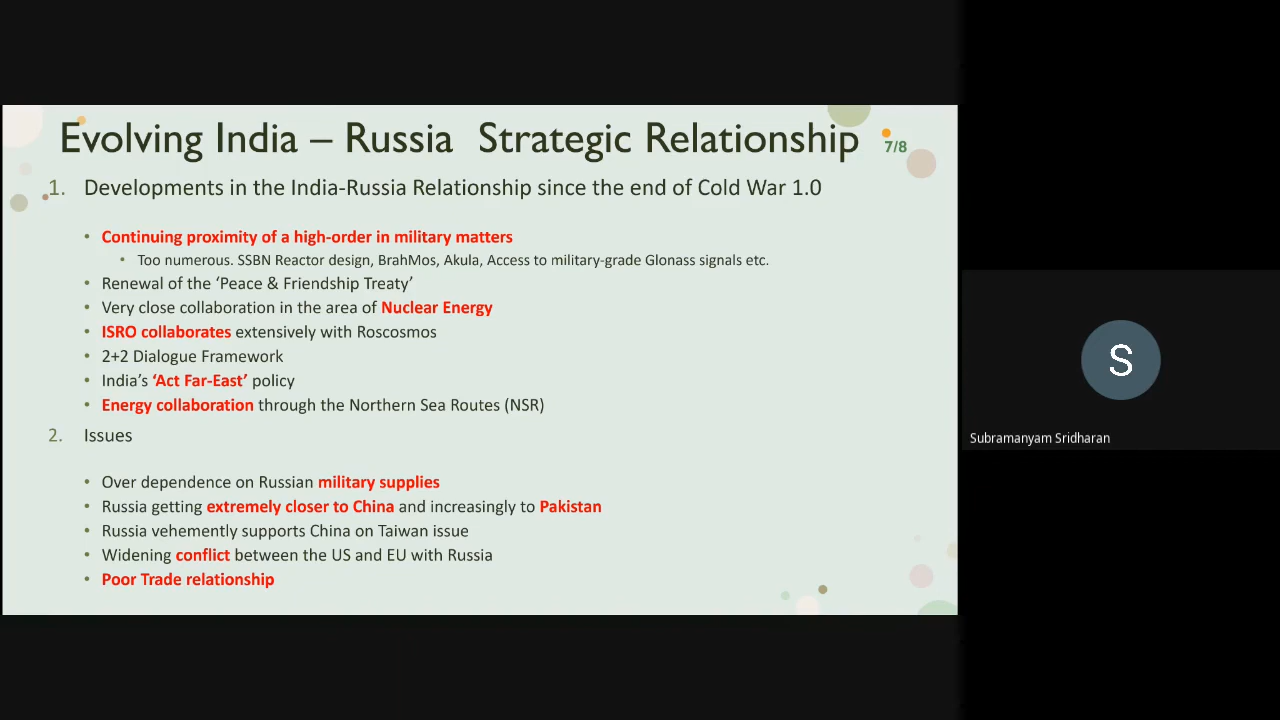 Evolving India – Russia Strategic Relationship 7/8
1. Developments in the India-Russia Relationship since the end of Cold War 1.0
• Continuing proximity of a high-order in military matters
• Too numerous. SSBN Reactor design, BrahMos, Akula, Access to military-grade Glonass signals etc.
• Renewal of the ‘Peace & Friendship Treaty’
• Very close collaboration in the area of Nuclear Energy
• ISRO collaborates extensively with Roscosmos
• 2+2 Dialogue Framework
• India’s ‘Act Far-East’ policy
• Energy collaboration through the Northern Sea Routes (NSR)
2. Issues
• Over dependence on Russian military supplies
• Russia getting extremely closer to China and increasingly to Pakistan
• Russia vehemently supports China on Taiwan issue
• Widening conflict between the US and EU with Russia
• Poor Trade relationship
S
Subramanyam Sridharan